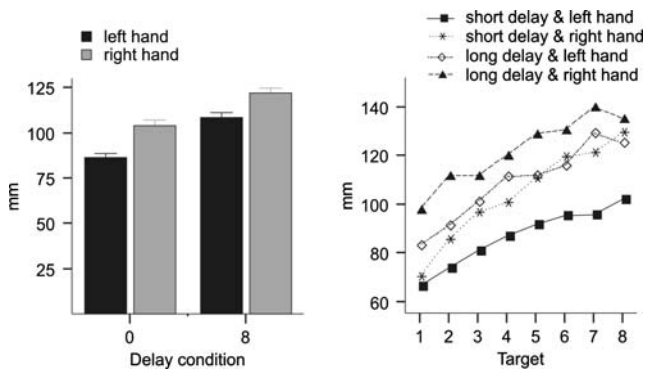 left hand
right hand
125
100
75
50
25
mm
0
8
Delay condition
short delay & left hand
short delay & right hand
long delay & left hand
long delay & right hand
140
120
100
80
60
mm
1 2 3 4 5 6 7 8
Target